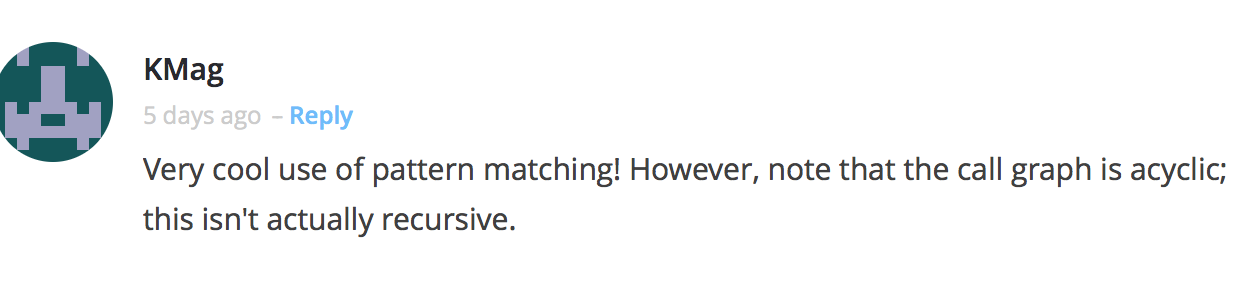 KMag
5 days ago – Reply
Very cool use of pattern matching! However, note that the call graph is acyclic;
this isn't actually recursive.